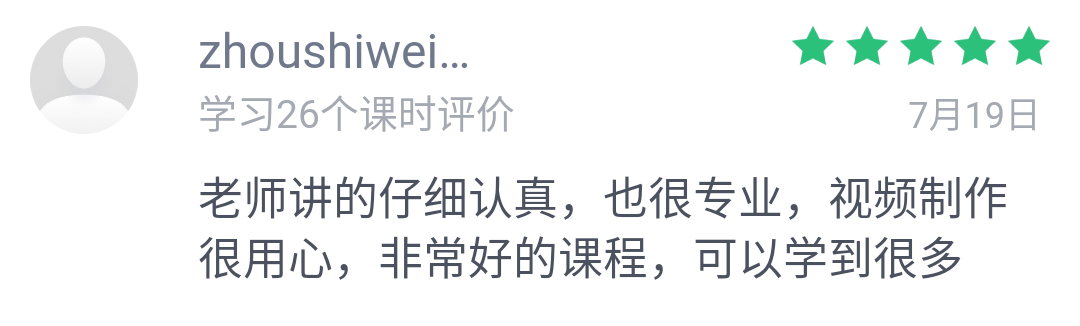 zhoushiwei...
学习26个课时评价
7月19日
老师讲的仔细认真，也很专业，视频制作
很用心，非常好的课程，可以学到很多